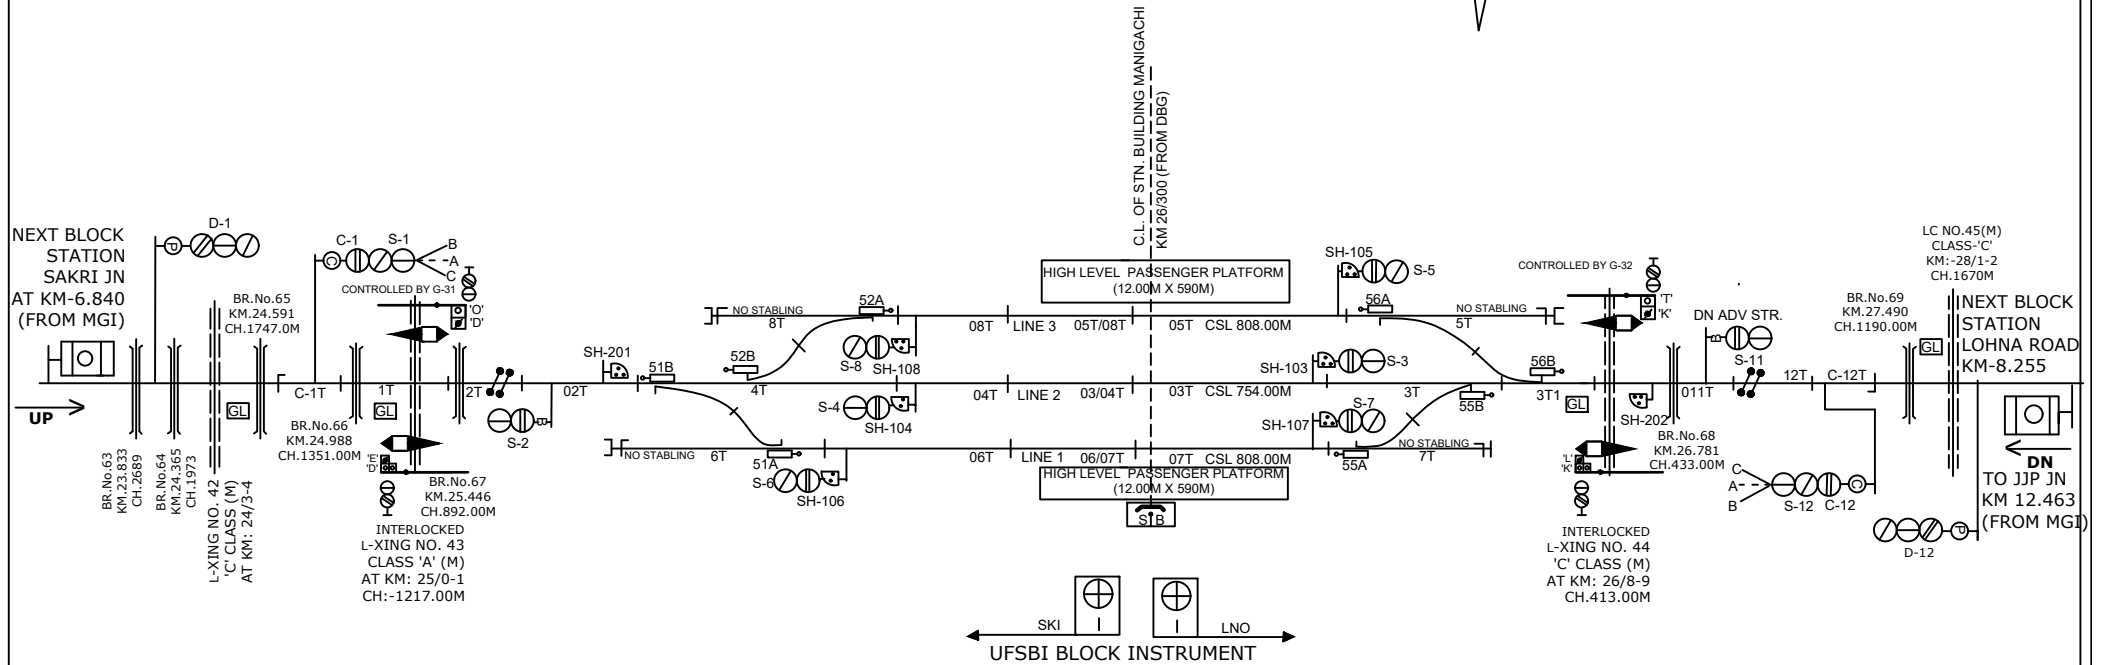 C.L. OF STN. BUILDING MANIGACHI
KM 26/300 (FROM DBG)
NEXT BLOCK
STATION
SAKRI JN
AT KM-6.840
(FROM MGI)
UP
BR.No.63
KM.23.833
CH.2689
BR.No.64
KM.24.365
CH.1973
P
D-1
L-XING NO. 42
'C' CLASS (M)
AT KM: 24/3-4
GL
BR.No.65
KM.24.591
CH.1747.0M
C-1T
BR.No.66
KM.24.988
CH.1351.00M
C
C-1
S-1
B
A
C
CONTROLLED BY G-31
'O'
'D'
1T
GL
'E'
'D'
2T
BR.No.67
KM.25.446
CH.892.00M
INTERLOCKED
L-XING NO. 43
CLASS 'A' (M)
AT KM: 25/0-1
CH:-1217.00M
S-2
B
02T
SH-201
51B
52B
4T
52A
NO STABLING
8T
S-8
SH-108
S-4
SH-104
NO STABLING
6T
51A
S-6
SH-106
HIGH LEVEL PASSENGER PLATFORM
(12.00M X 590M)
08T
LINE 3
05T/08T
05T
CSL 808.00M
04T
LINE 2
03/04T
03T
CSL 754.00M
06T
LINE 1
06/07T
07T
CSL 808.00M
HIGH LEVEL PASSENGER PLATFORM
(12.00M X 590M)
STB
SH-105
S-5
56A
NO STABLING
5T
SH-103
S-3
3T
56B
55B
3T1
SH-107
S-7
55A
NO STABLING
7T
CONTROLLED BY G-32
'T'
'K'
GL
SH-202
'L'
'K'
011T
BR.No.68
KM.26.781
CH.433.00M
INTERLOCKED
L-XING NO. 44
'C' CLASS (M)
AT KM: 26/8-9
CH.413.00M
DN ADV STR.
B
S-11
12T
C-12T
C
A
B
S-12
C-12
C
BR.No.69
KM.27.490
CH.1190.00M
GL
LC NO.45(M)
CLASS-'C'
KM:-28/1-2
CH.1670M
NEXT BLOCK
STATION
LOHNA ROAD
KM-8.255
DN
TO JJP JN
KM 12.463
(FROM MGI)
P
D-12
SKI
LNO
UFSBI BLOCK INSTRUMENT